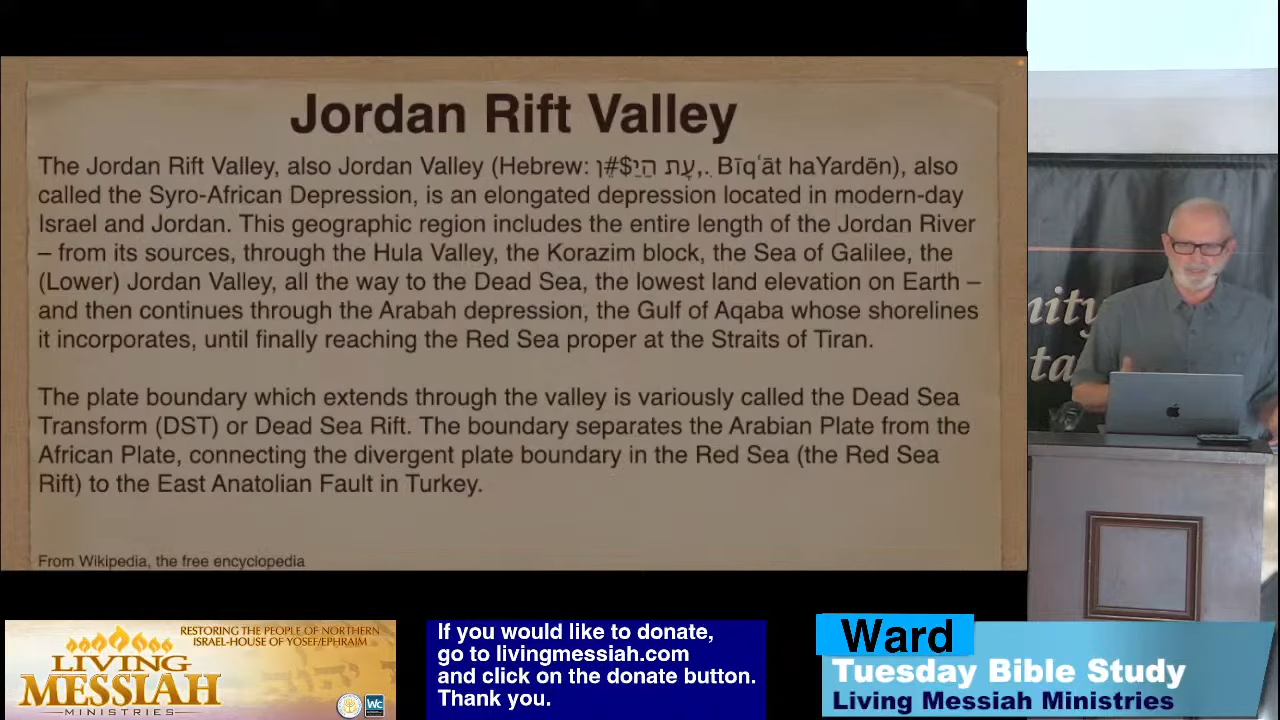 Jordan Rift Valley
The Jordan Rift Valley, also Jordan Valley (Hebrew: ן#$הַיַּ עָת.,ִ Bīqʿāt haYardēn), also
called the Syro-African Depression, is an elongated depression located in modern-day
Israel and Jordan. This geographic region includes the entire length of the Jordan River
– from its sources, through the Hula Valley, the Korazim block, the Sea of Galilee, the
(Lower) Jordan Valley, all the way to the Dead Sea, the lowest land elevation on Earth –
and then continues through the Arabah depression, the Gulf of Aqaba whose shorelines
it incorporates, until finally reaching the Red Sea proper at the Straits of Tiran.
The plate boundary which extends through the valley is variously called the Dead Sea
Transform (DST) or Dead Sea Rift. The boundary separates the Arabian Plate from the
African Plate, connecting the divergent plate boundary in the Red Sea (the Red Sea
Rift) to the East Anatolian Fault in Turkey.
From Wikipedia, the free encyclopedia
nity
ta
RESTORING THE PEOPLE OF NORTHERN
ISRAEL-HOUSE OF YOSEF/EPHRAIM
LIVING
MESSIAH
MINISTRIES
Wc
If you would like to donate,
go to livingmessiah.com
and click on the donate button.
Thank you.
Ward
Tuesday Bible Study
Living Messiah Ministries